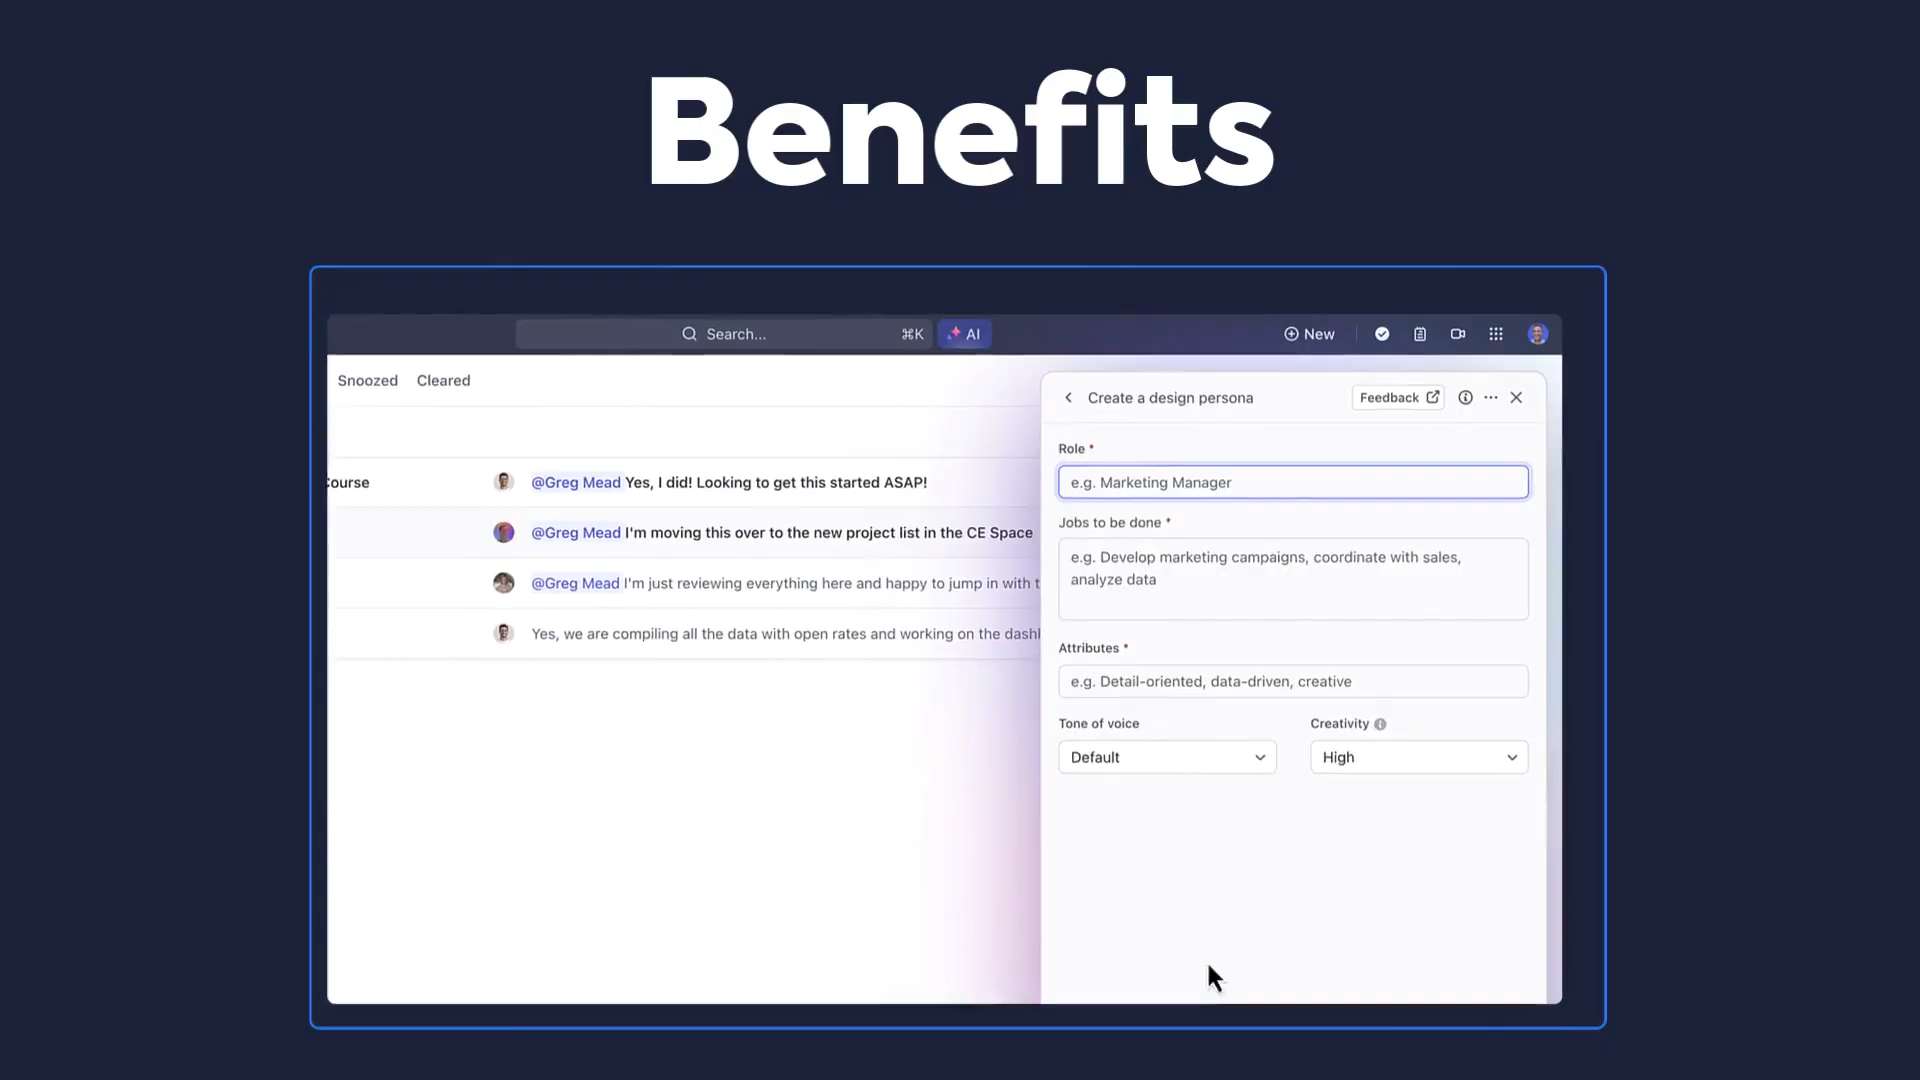 Benefits
Search... ⌘K AI New
Snoozed Cleared
Course @Greg Mead Yes, I did! Looking to get this started ASAP!
@Greg Mead I'm moving this over to the new project list in the CE Space
@Greg Mead I'm just reviewing everything here and happy to jump in with t
Yes, we are compiling all the data with open rates and working on the dash
Create a design persona Feedback
Role *
e.g. Marketing Manager
Jobs to be done *
e.g. Develop marketing campaigns, coordinate with sales,
analyze data
Attributes *
e.g. Detail-oriented, data-driven, creative
Tone of voice Creativity
Default High